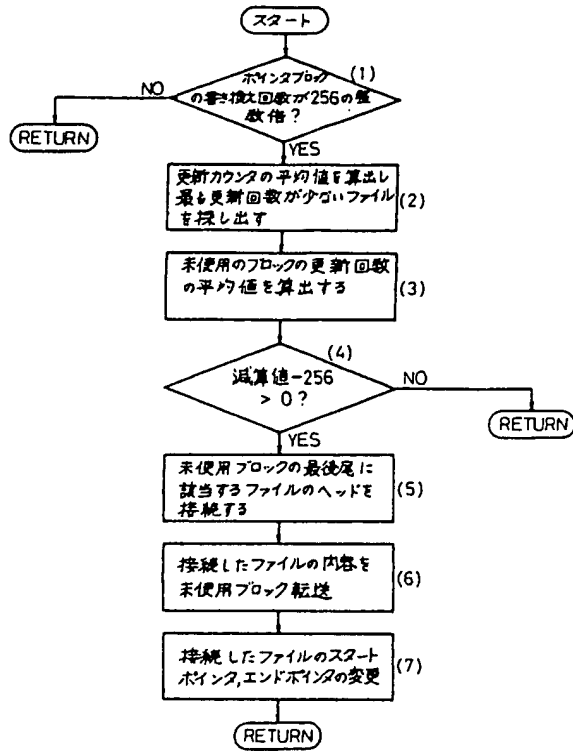 スタート
(1)
ポインタブロック
の書き換え回数が256の整
数倍?
NO
RETURN
YES
更新カウンタの平均値を算出し
最も更新回数が少ないファイル
を探し出す
(2)
未使用のブロックの更新回数
の平均値を算出する
(3)
(4)
減算値-256
> 0?
NO
RETURN
YES
未使用ブロックの最後尾に
該当するファイルのヘッドを
接続する
(5)
接続したファイルの内容を
未使用ブロック転送
(6)
接続したファイルのスタート
ポインタ,エンドポインタの変更
(7)
RETURN